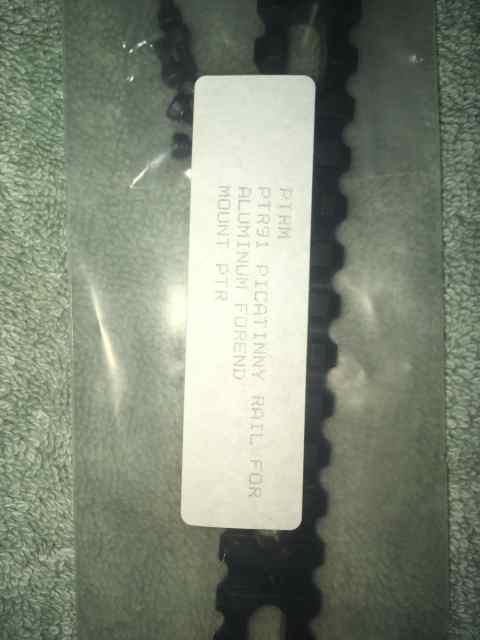 PTRM
PTR91 PICATINNY RAIL FOR
ALUMINUM FOREND
MOUNT PTR